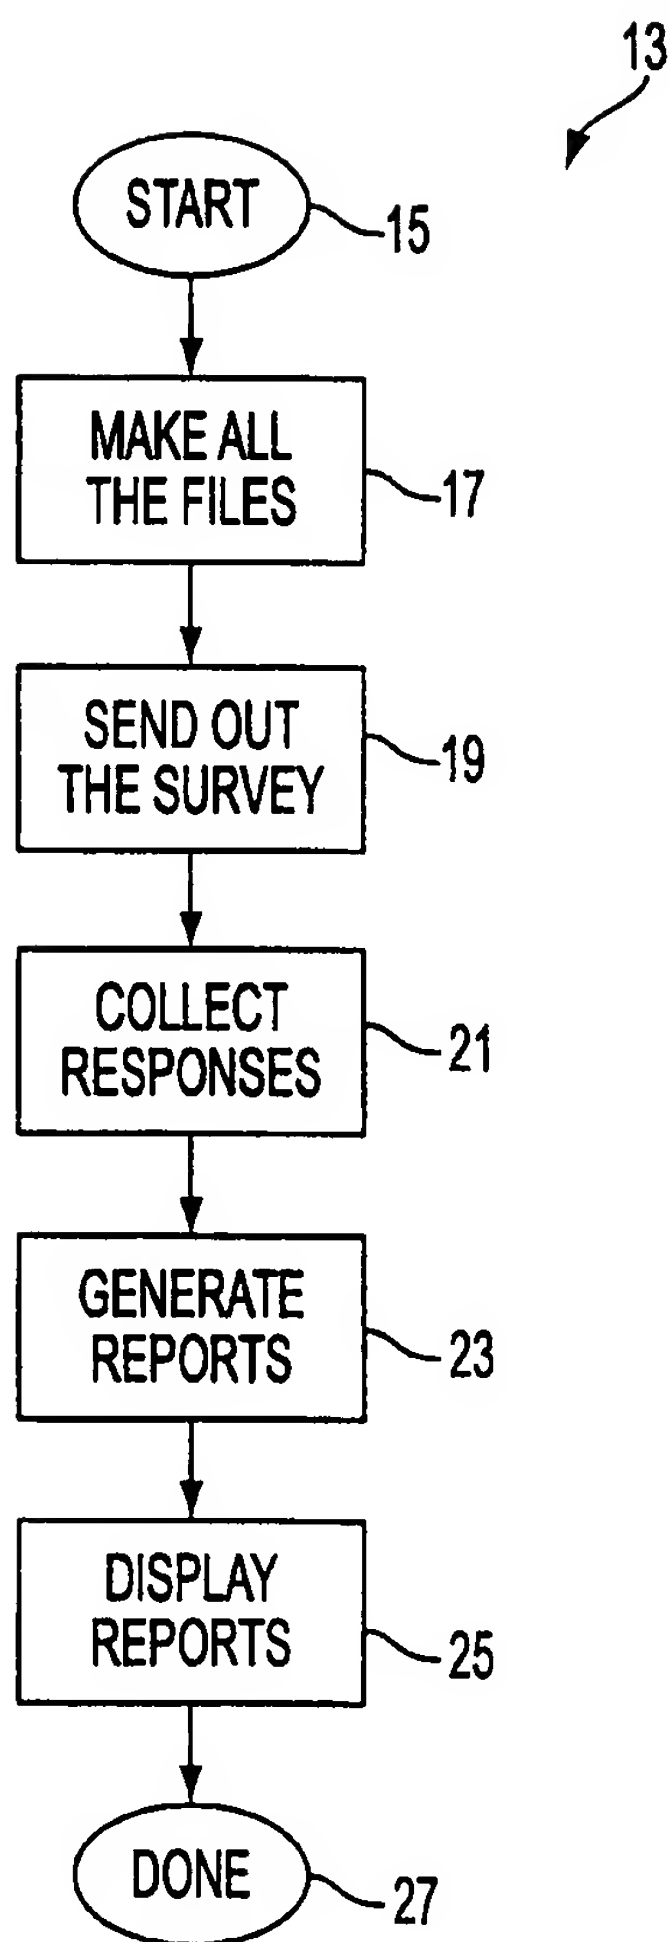 13
START
15
MAKE ALL
THE FILES
17
SEND OUT
THE SURVEY
19
COLLECT
RESPONSES
21
GENERATE
REPORTS
23
DISPLAY
REPORTS
25
DONE
27